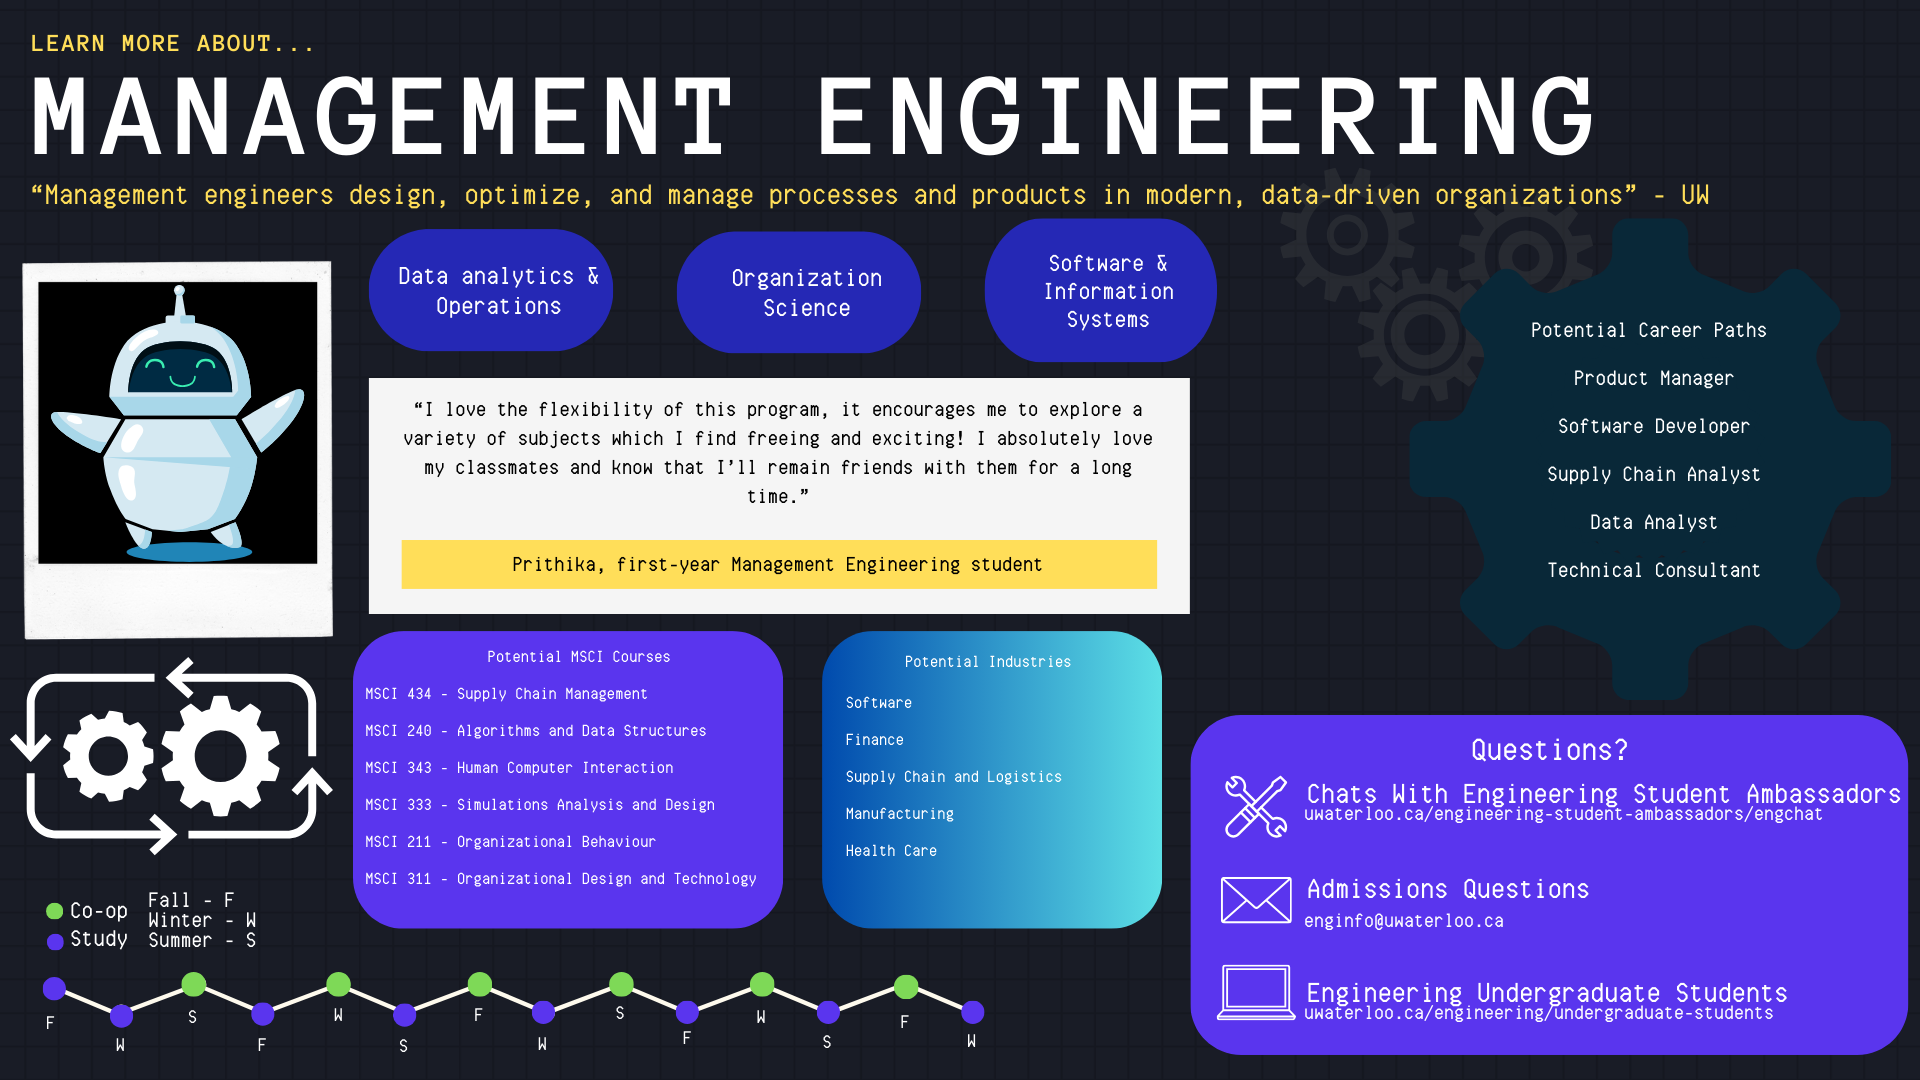 LEARN MORE ABOUT...
MANAGEMENT ENGINEERING
“Management engineers design, optimize, and manage processes and products in modern, data-driven organizations” - UW
Data analytics &
Operations
Organization
Science
Software &
Information
Systems
“I love the flexibility of this program, it encourages me to explore a
variety of subjects which I find freeing and exciting! I absolutely love
my classmates and know that I’ll remain friends with them for a long
time.”
Prithika, first-year Management Engineering student
Potential Career Paths
Product Manager
Software Developer
Supply Chain Analyst
Data Analyst
Technical Consultant
Potential MSCI Courses
MSCI 434 - Supply Chain Management
MSCI 240 - Algorithms and Data Structures
MSCI 343 - Human Computer Interaction
MSCI 333 - Simulations Analysis and Design
MSCI 211 - Organizational Behaviour
MSCI 311 - Organizational Design and Technology
Potential Industries
Software
Finance
Supply Chain and Logistics
Manufacturing
Health Care
Questions?
Chats With Engineering Student Ambassadors
uwaterloo.ca/engineering-student-ambassadors/engchat
Admissions Questions
enginfo@uwaterloo.ca
Engineering Undergraduate Students
uwaterloo.ca/engineering/undergraduate-students
Co-op
Study
Fall - F
Winter - W
Summer - S
F
W
S
F
W
S
F
W
S
F
W
S
F
W